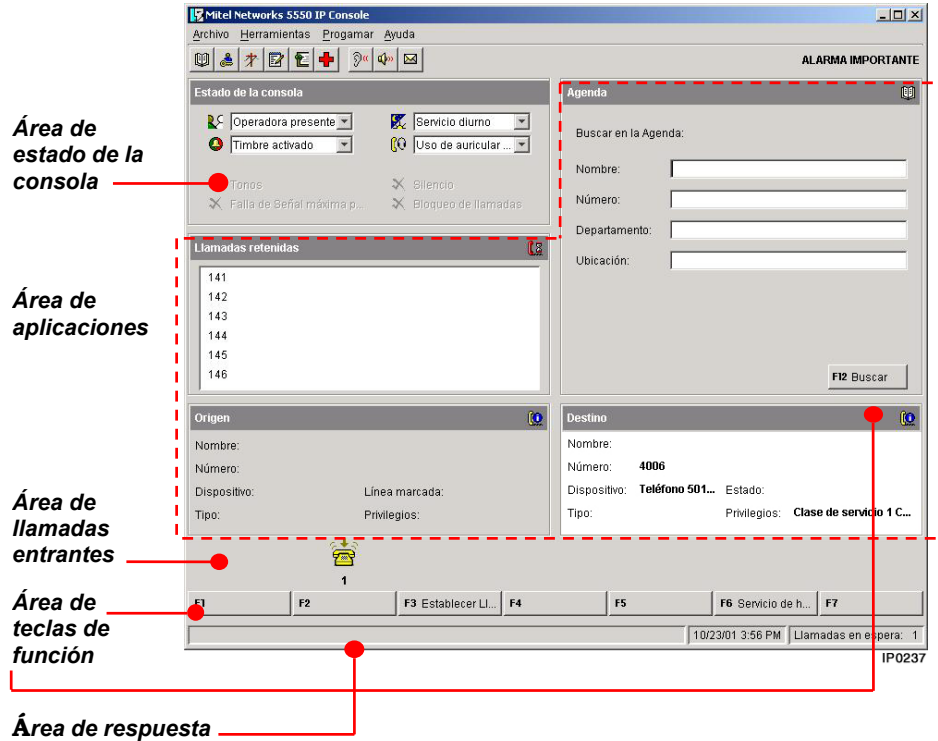 Mitel Networks 5550 IP Console
Archivo Herramientas Progamar Ayuda
ALARMA IMPORTANTE
Estado de la consola
Operadora presente
Servicio diurno
Timbre activado
Uso de auricular ...
Tonos
Silencio
Falla de Señal máxima p...
Bloqueo de llamadas
Agenda
Buscar en la Agenda:
Nombre:
Número:
Departamento:
Ubicación:
F12 Buscar
Llamadas retenidas
141
142
143
144
145
146
Origen
Nombre:
Número:
Dispositivo:
Línea marcada:
Tipo:
Privilegios:
Destino
Nombre:
Número: 4006
Dispositivo: Teléfono 501... Estado:
Tipo:
Privilegios: Clase de servicio 1 C...
1
F1
F2
F3 Establecer Ll...
F4
F5
F6 Servicio de h...
F7
10/23/01 3:56 PM
Llamadas en espera: 1
IP0237
Área de
estado de la
consola
Área de
aplicaciones
Área de
llamadas
entrantes
Área de
teclas de
función
Área de respuesta